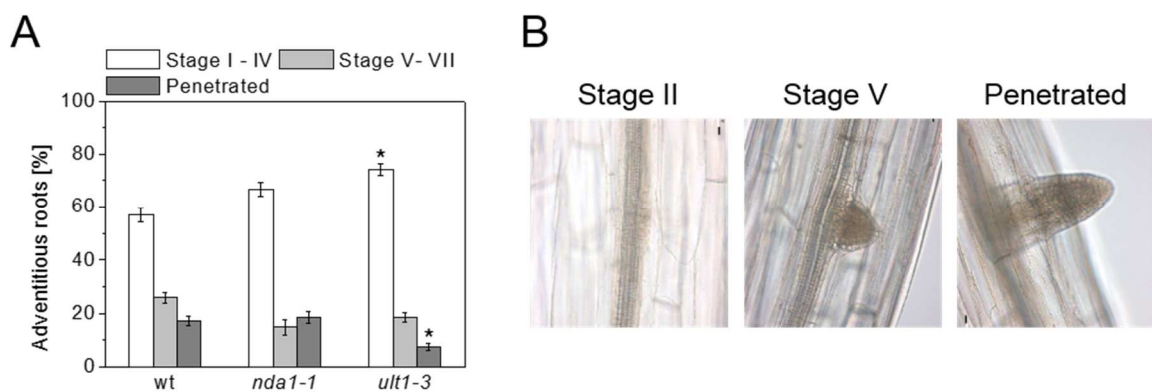 A
B
Stage I - IV Stage V- VII
Penetrated
Adventitious roots [%]
100
80
60
40
20
0
*
*
wt nda1-1 ult1-3
Stage II Stage V Penetrated